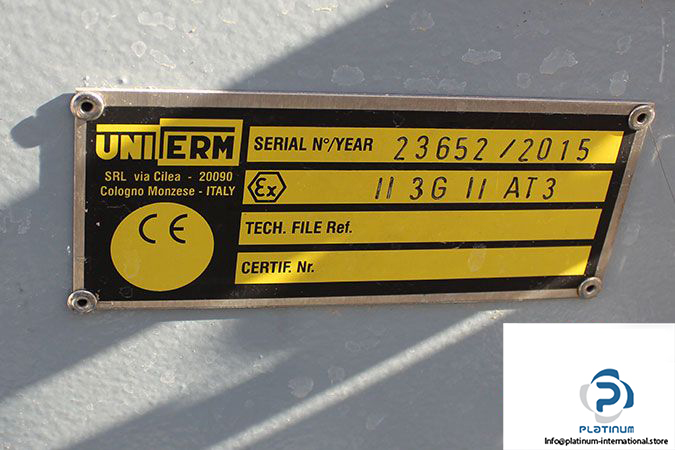 UNITERM
SRL via Cilea - 20090
Cologno Monzese - ITALY
CE
SERIAL N°/YEAR 23652/2015
Ex II 3G II AT3
TECH. FILE Ref.
CERTIF. Nr.
PLATINUM
Info@platinum-international.store